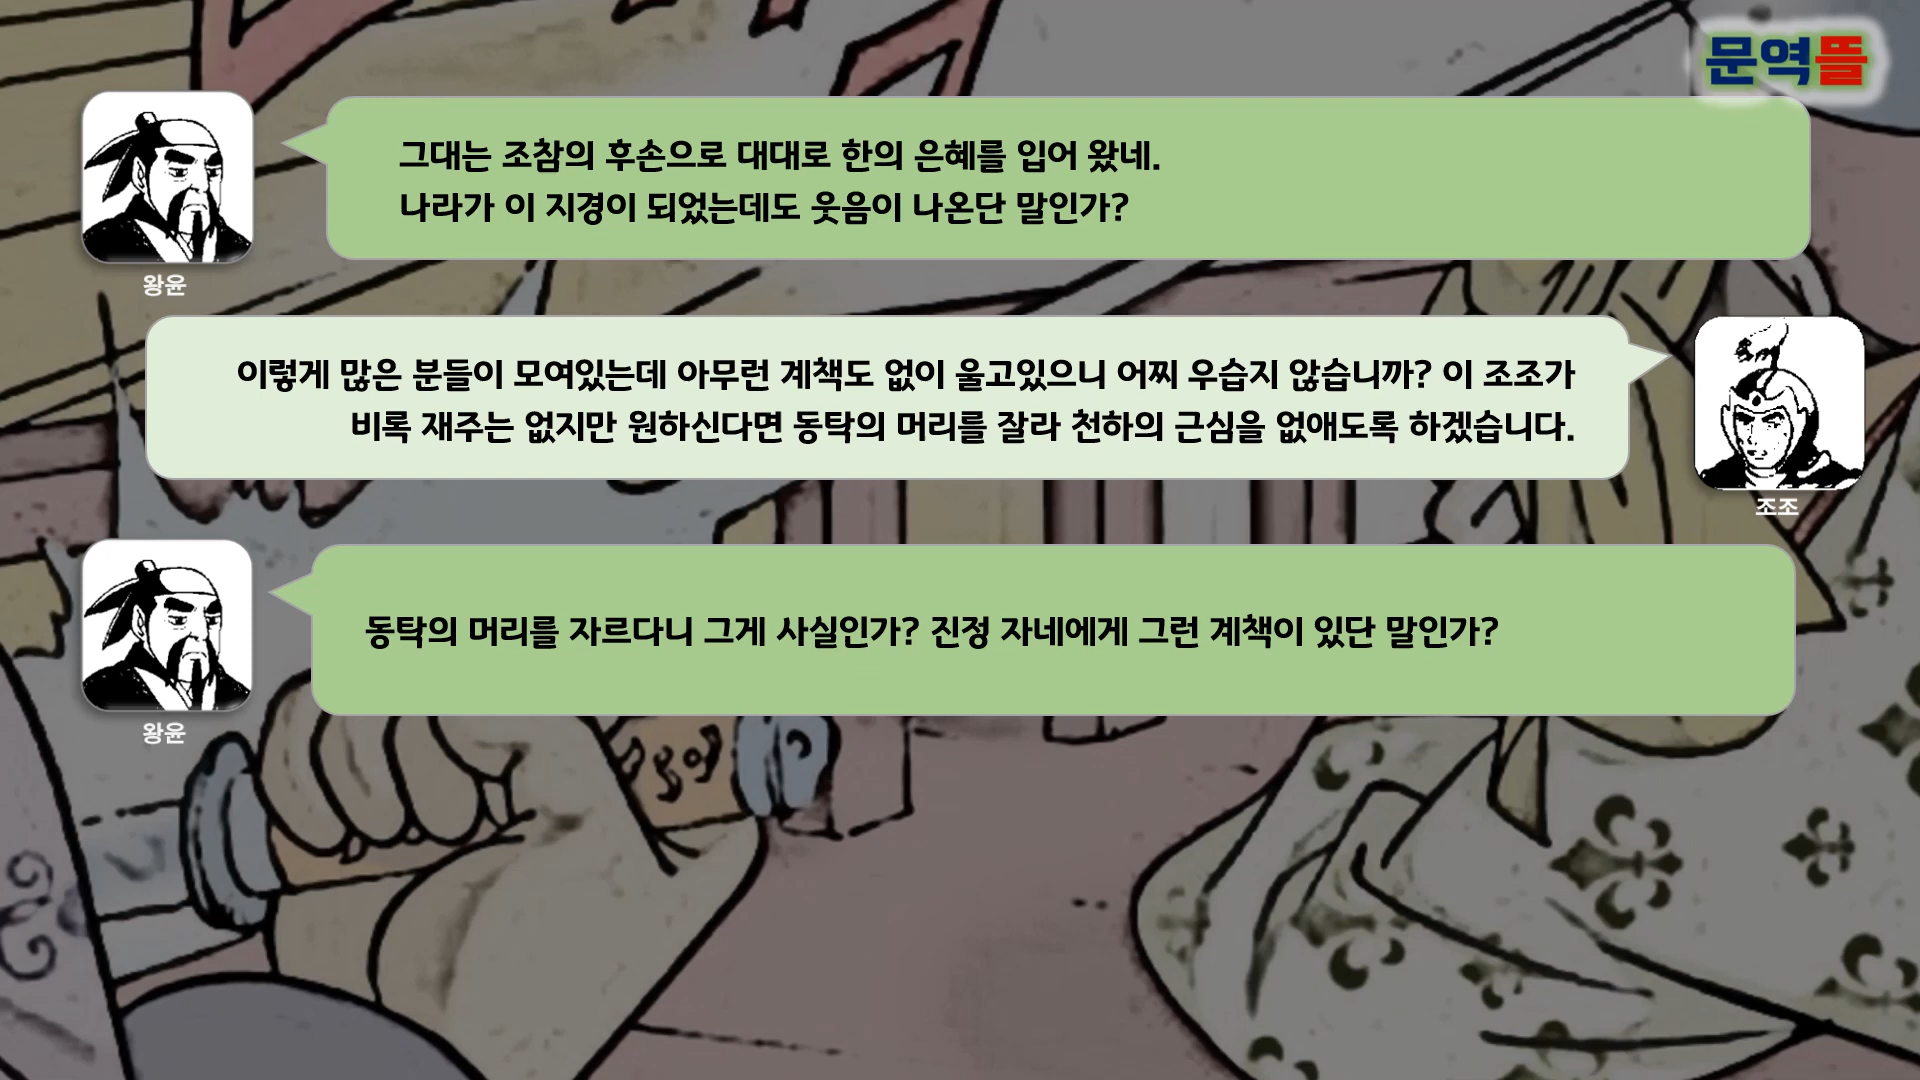 문역뜰
그대는 조참의 후손으로 대대로 한의 은혜를 입어 왔네.
나라가 이 지경이 되었는데도 웃음이 나온단 말인가?
왕윤
이렇게 많은 분들이 모여있는데 아무런 계책도 없이 울고있으니 어찌 우습지 않습니까? 이 조조가
비록 재주는 없지만 원하신다면 동탁의 머리를 잘라 천하의 근심을 없애도록 하겠습니다.
조조
동탁의 머리를 자르다니 그게 사실인가? 진정 자네에게 그런 계책이 있단 말인가?
왕윤